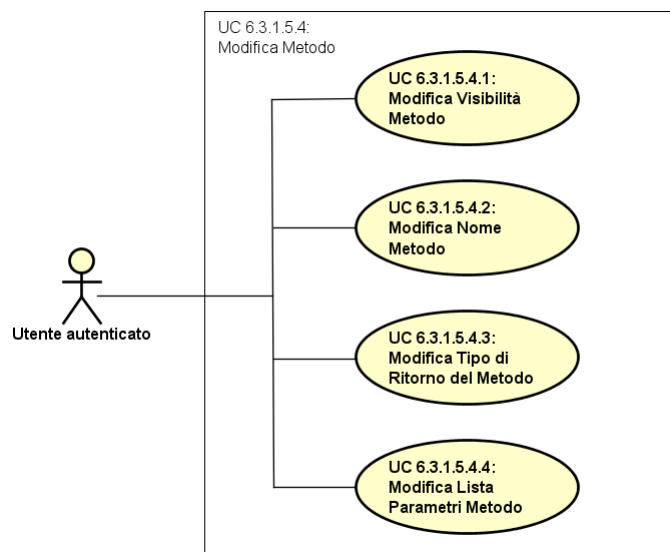 UC 6.3.1.5.4:
Modifica Metodo
UC 6.3.1.5.4.1:
Modifica Visibilità
Metodo
UC 6.3.1.5.4.2:
Modifica Nome
Metodo
Utente autenticato
UC 6.3.1.5.4.3:
Modifica Tipo di
Ritorno del Metodo
UC 6.3.1.5.4.4:
Modifica Lista
Parametri Metodo